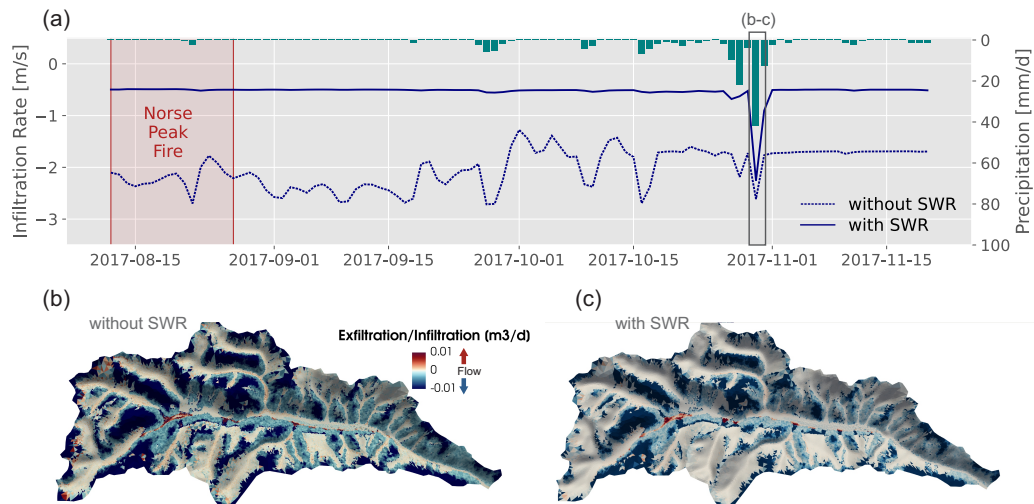 (a)
(b-c)
Infiltration Rate [m/s]
0
−1
−2
−3
Norse
Peak
Fire
without SWR
with SWR
0
20
40
60
80
100
Precipitation [mm/d]
2017-08-15
2017-09-01
2017-09-15
2017-10-01
2017-10-15
2017-11-01
2017-11-15
(b)
without SWR
Exfiltration/Infiltration [m3/d]
0.01
0
-0.01
Flow
(c)
with SWR